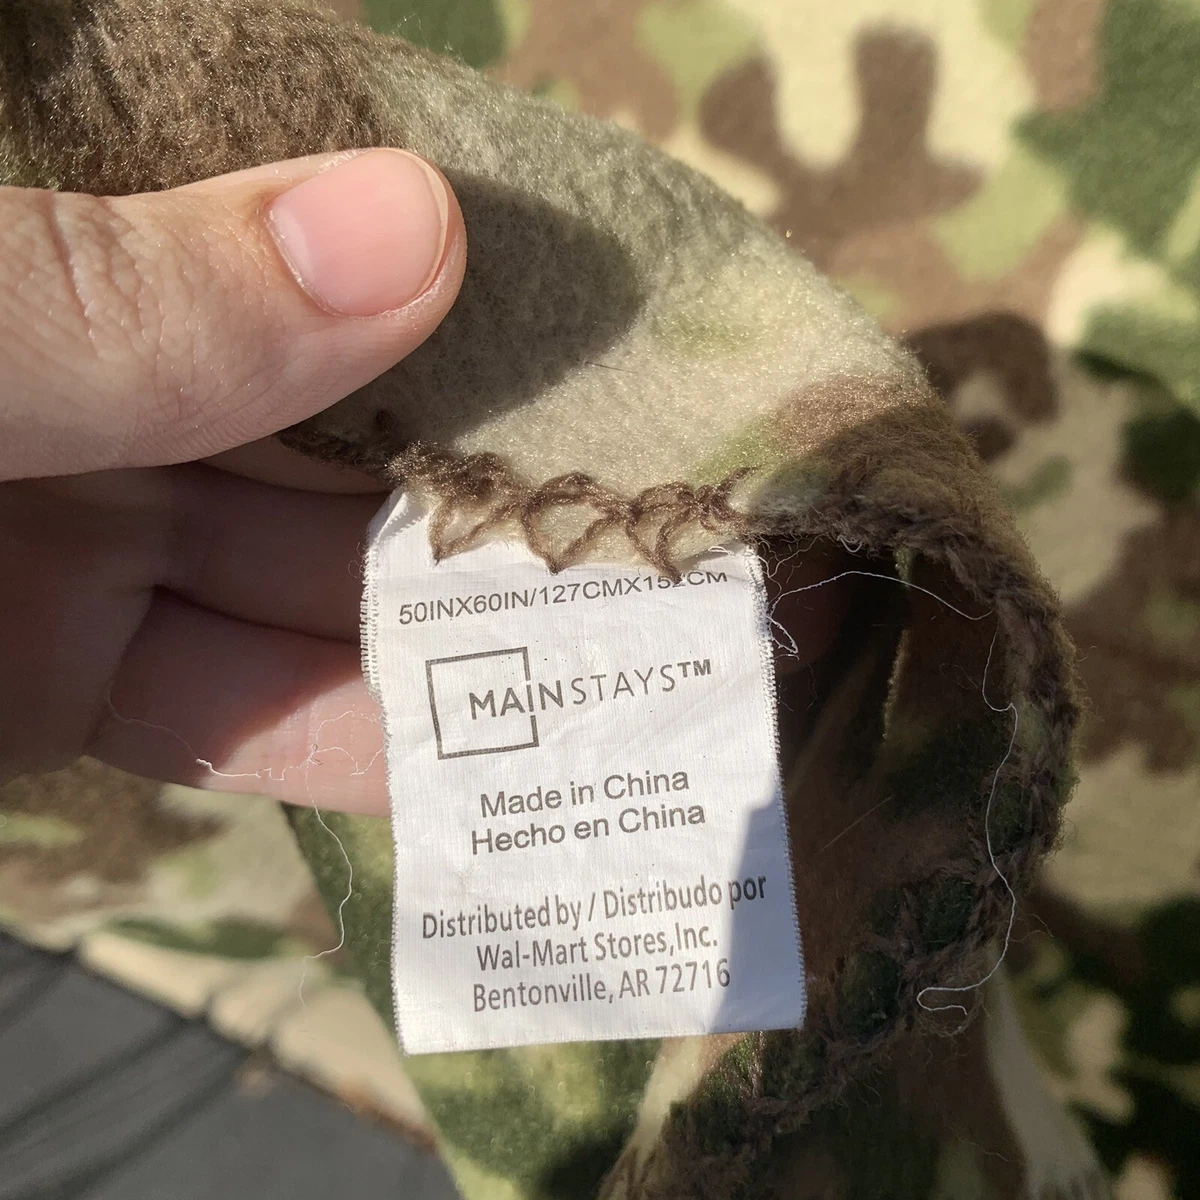 50INX60IN/127CMX152CM
MAINSTAYS™
Made in China
Hecho en China
Distributed by / Distribudo por
Wal-Mart Stores,Inc.
Bentonville, AR 72716